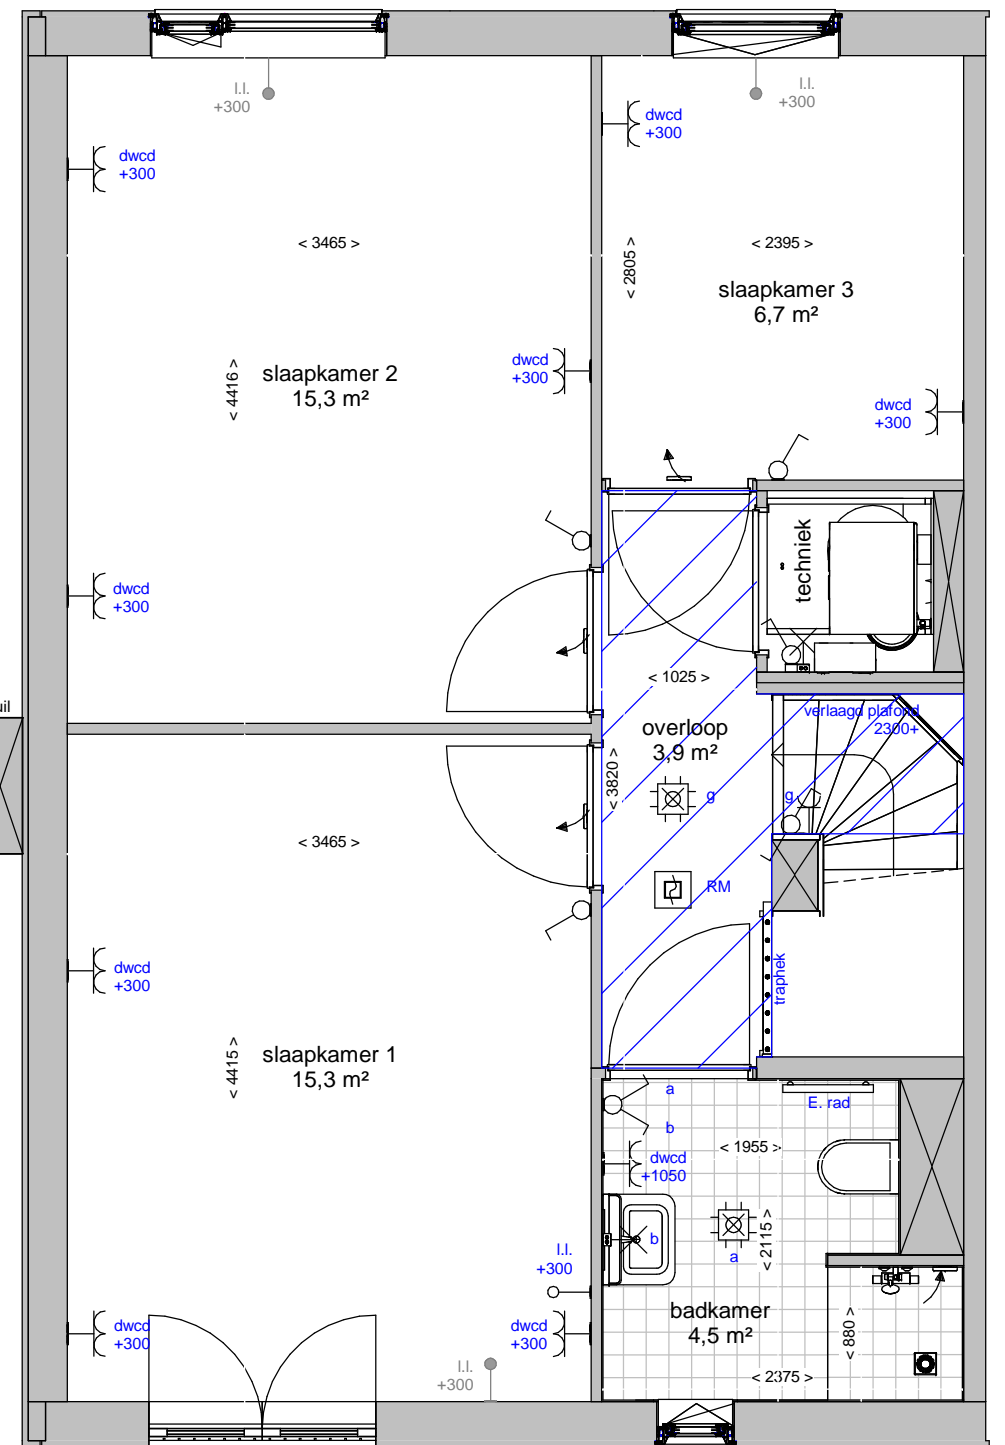 l.l.
+300
l.l.
+300
dwcd
+300
dwcd
+300
< 3465 >
< 2395 >
< 2805 >
slaapkamer 3
6,7 m²
dwcd
+300
slaapkamer 2
15,3 m²
< 4416 >
dwcd
+300
techniek
dwcd
+300
< 1025 >
uil
verlaagd plafond
2300+
overloop
3,9 m²
< 3820 >
g
g
< 3465 >
RM
dwcd
+300
traphek
slaapkamer 1
15,3 m²
< 4415 >
a
E. rad
b
< 1955 >
dwcd
+1050
b
a
< 2115 >
l.l.
+300
badkamer
4,5 m²
dwcd
+300
dwcd
+300
< 880 >
l.l.
+300
< 2375 >